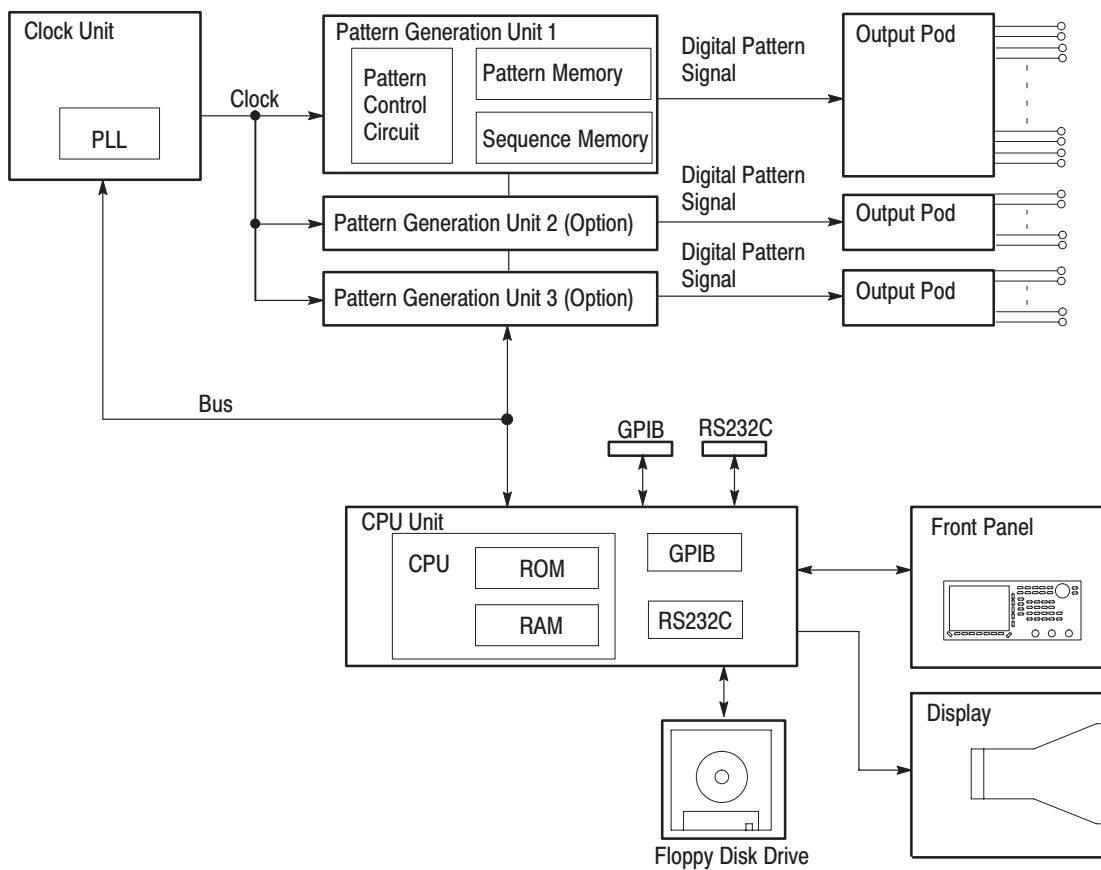 Clock Unit
PLL
Clock
Pattern Generation Unit 1
Pattern
Control
Circuit
Pattern Memory
Sequence Memory
Digital Pattern
Signal
Output Pod
Pattern Generation Unit 2 (Option)
Digital Pattern
Signal
Output Pod
Pattern Generation Unit 3 (Option)
Digital Pattern
Signal
Output Pod
Bus
GPIB
RS232C
CPU Unit
CPU
ROM
RAM
GPIB
RS232C
Front Panel
Display
Floppy Disk Drive